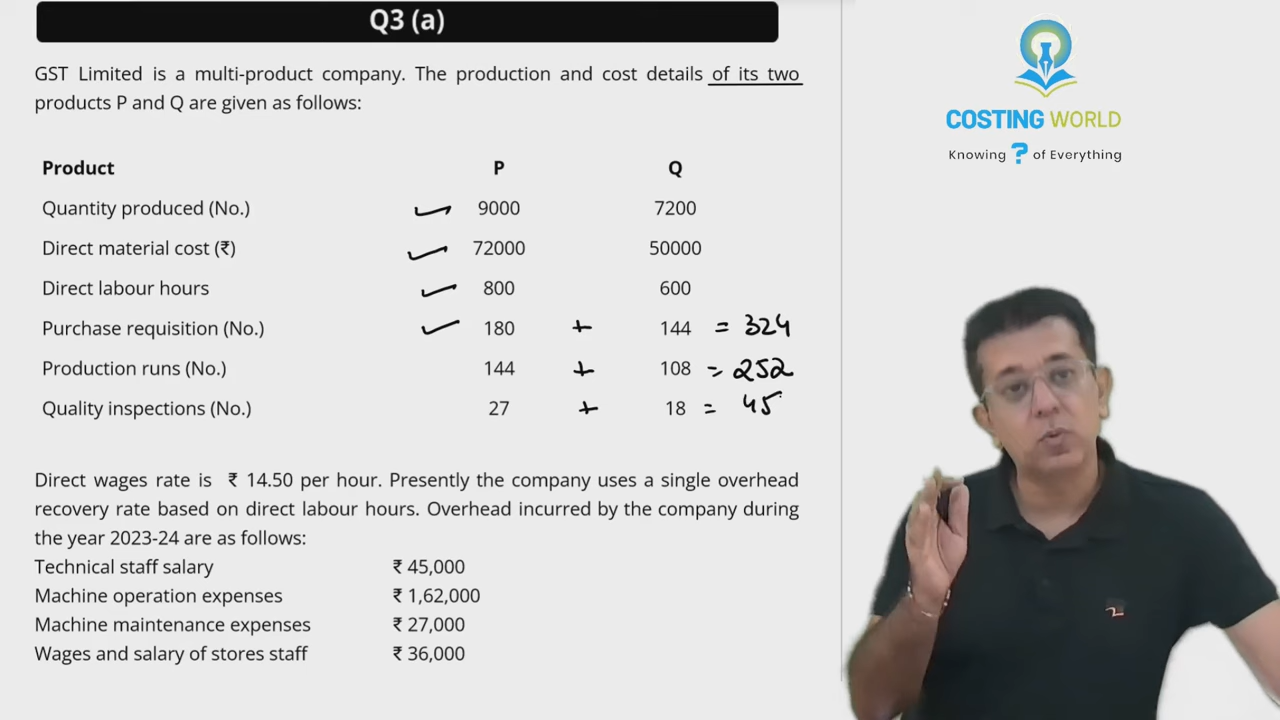 Q3 (a)
GST Limited is a multi-product company. The production and cost details of its two
products P and Q are given as follows:
Product P Q
Quantity produced (No.) 9000 7200
Direct material cost (₹) 72000 50000
Direct labour hours 800 600
Purchase requisition (No.) 180 + 144 = 324
Production runs (No.) 144 + 108 = 252
Quality inspections (No.) 27 + 18 = 45
Direct wages rate is ₹ 14.50 per hour. Presently the company uses a single overhead
recovery rate based on direct labour hours. Overhead incurred by the company during
the year 2023-24 are as follows:
Technical staff salary ₹ 45,000
Machine operation expenses ₹ 1,62,000
Machine maintenance expenses ₹ 27,000
Wages and salary of stores staff ₹ 36,000
COSTING WORLD
Knowing ? of Everything